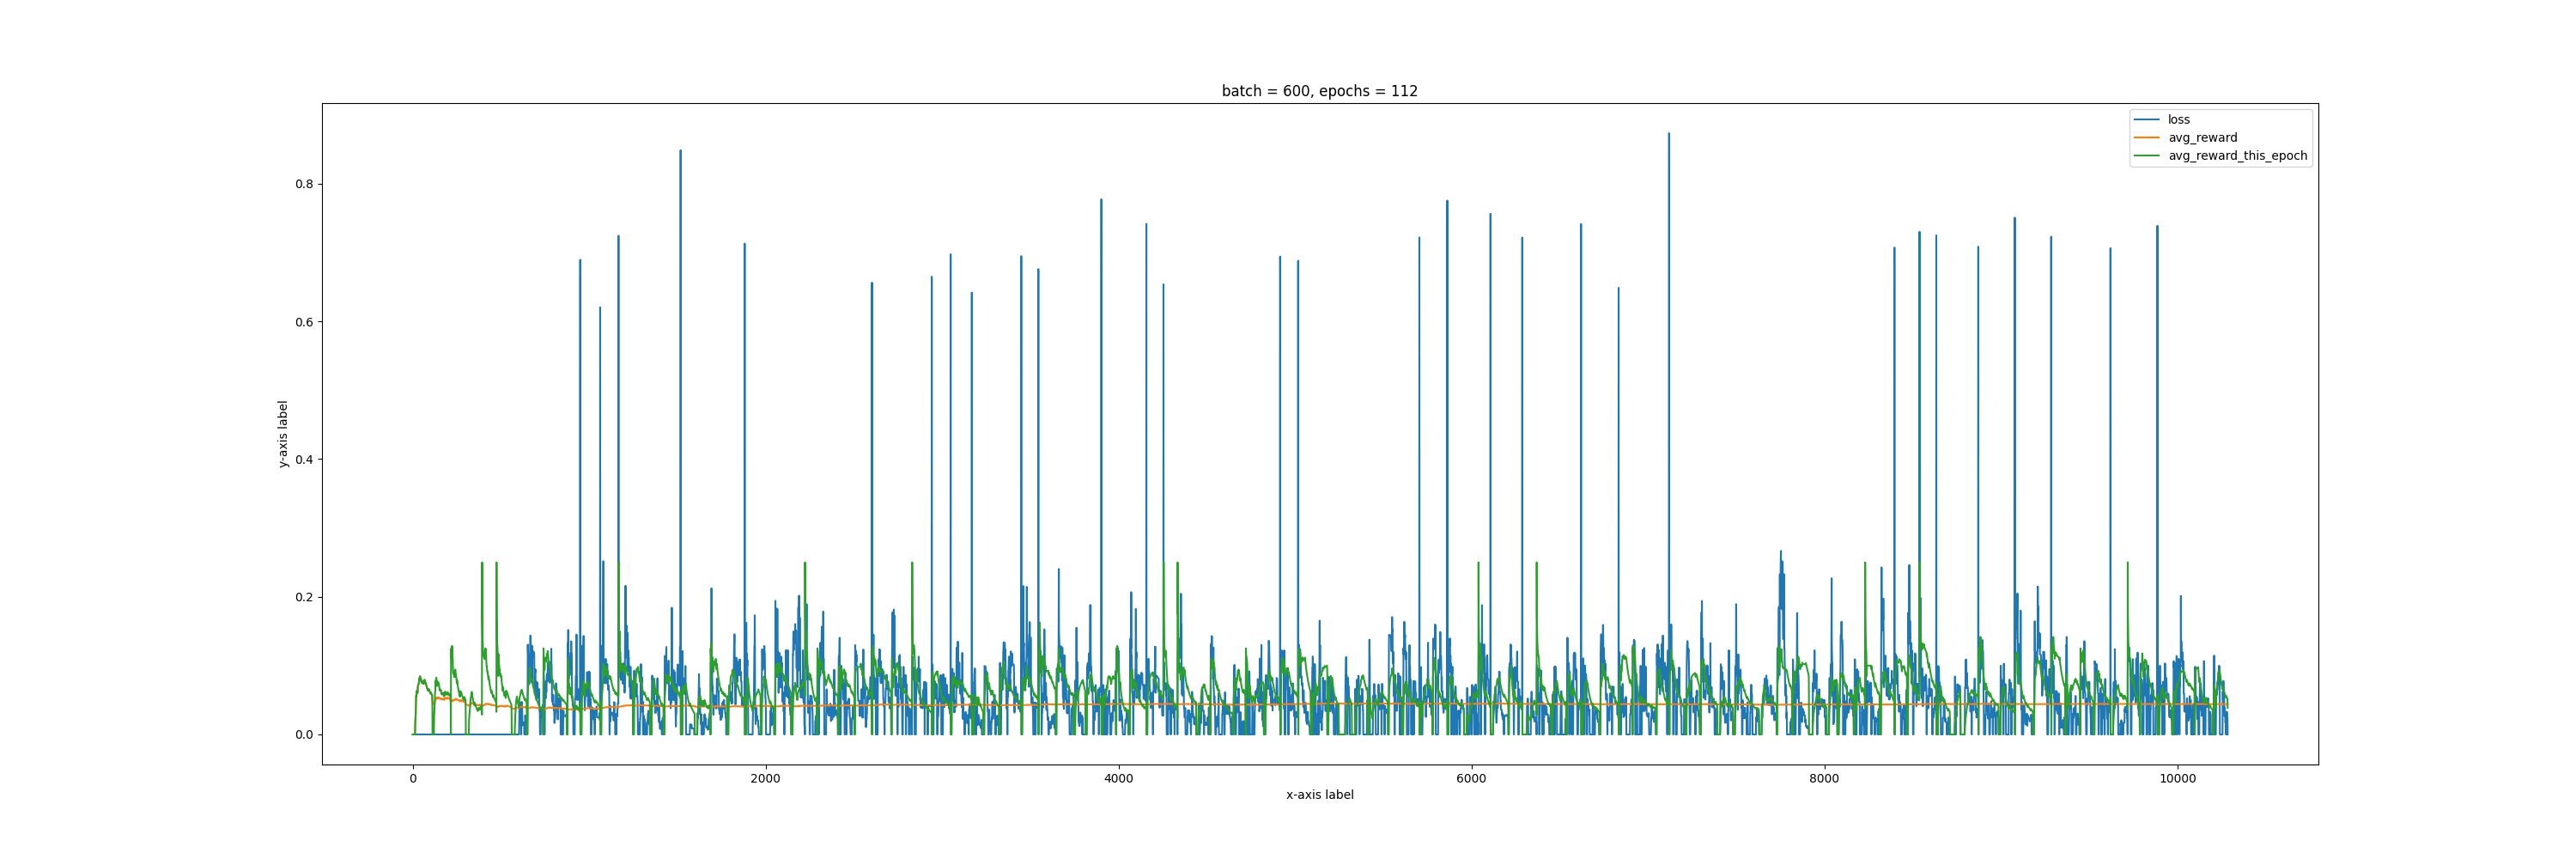 batch = 600, epochs = 112
loss
avg_reward
avg_reward_this_epoch
0.8
0.6
0.4
0.2
0.0
y-axis label
0 2000 4000 6000 8000 10000
x-axis label